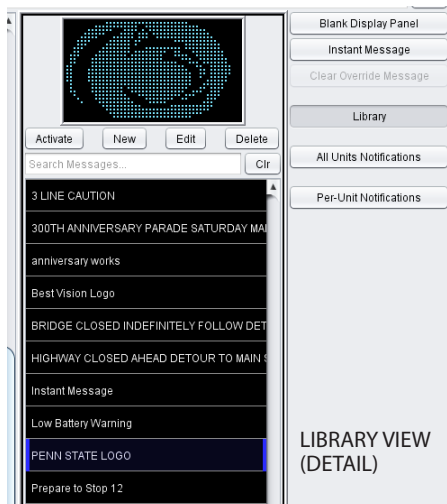 Blank Display Panel
Instant Message
Clear Override Message
Library
All Units Notifications
Per-Unit Notifications
Activate
New
Edit
Delete
Search Messages...
Clr
3 LINE CAUTION
300TH ANNIVERSARY PARADE SATURDAY
anniversary works
Best Vision Logo
BRIDGE CLOSED INDEFINITELY FOLLOW
HIGHWAY CLOSED AHEAD DETOUR TO MAIN
Instant Message
Low Battery Warning
PENN STATE LOGO
Prepare to Stop 12
LIBRARY VIEW
(DETAIL)